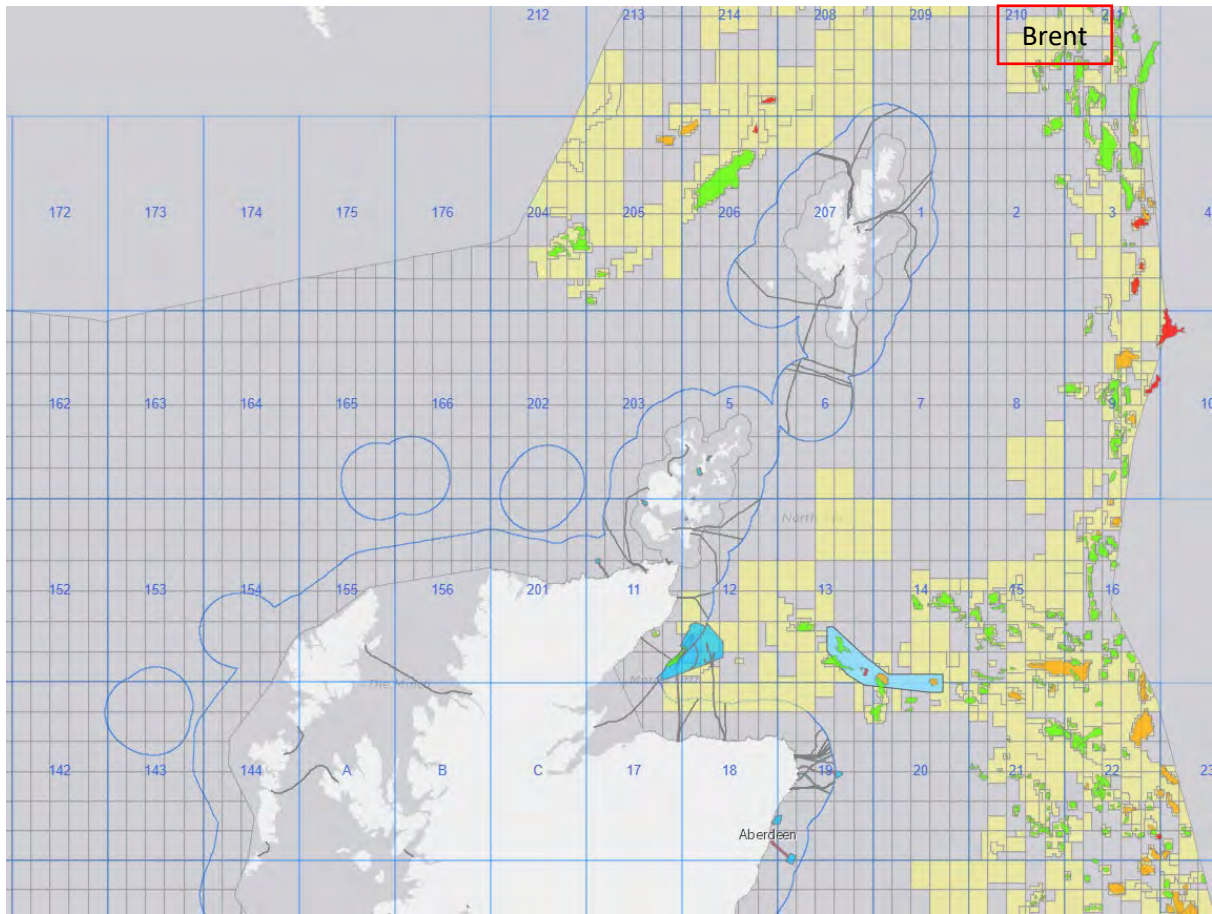 212 213 214 208 209 210
Brent
172 173 174 175 176 204 205 206 207 1 2 3 4
162 163 164 165 166 202 203 5 6 7 8 9 10
North
152 153 154 155 156 201 11 12 13 14 15 16
The Minch
142 143 144 A B C 17 18 19 20 21 22 23
Aberdeen